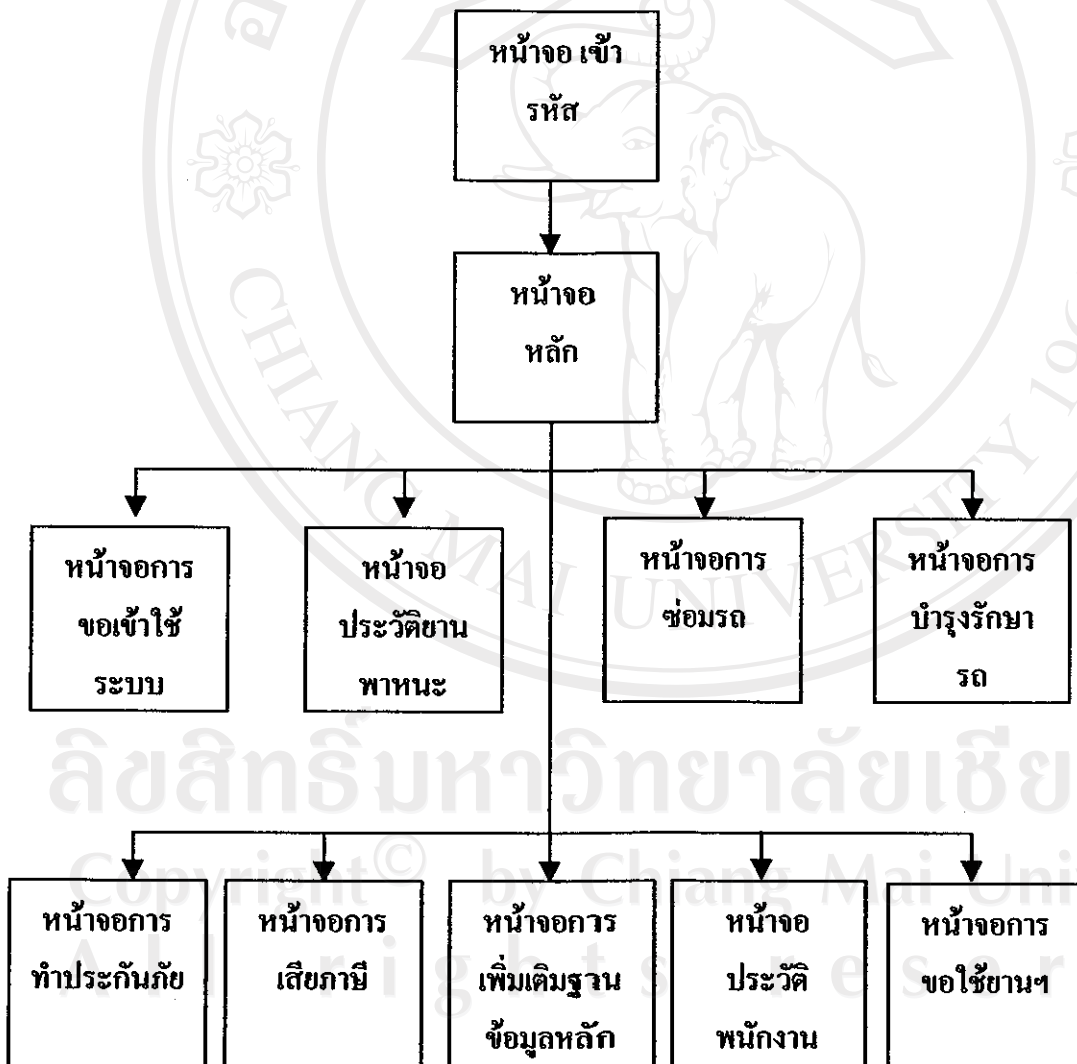 หน้าจอ เข้า
รหัส
หน้าจอ
หลัก
หน้าจอการ
ขอเข้าใช้
ระบบ
หน้าจอ
ประวัติยาน
พาหนะ
หน้าจอการ
ซ่อมรถ
หน้าจอการ
บำรุงรักษา
รถ
หน้าจอการ
ทำประกันภัย
หน้าจอการ
เสียภาษี
หน้าจอการ
เพิ่มเติมฐาน
ข้อมูลหลัก
หน้าจอ
ประวัติ
พนักงาน
หน้าจอการ
ขอใช้ยานฯ
CHIANG MAI UNIVERSITY
ลิขสิทธิ์มหาวิทยาลัยเชีย
Copyright© by Chiang Mai Uni
All rights reser